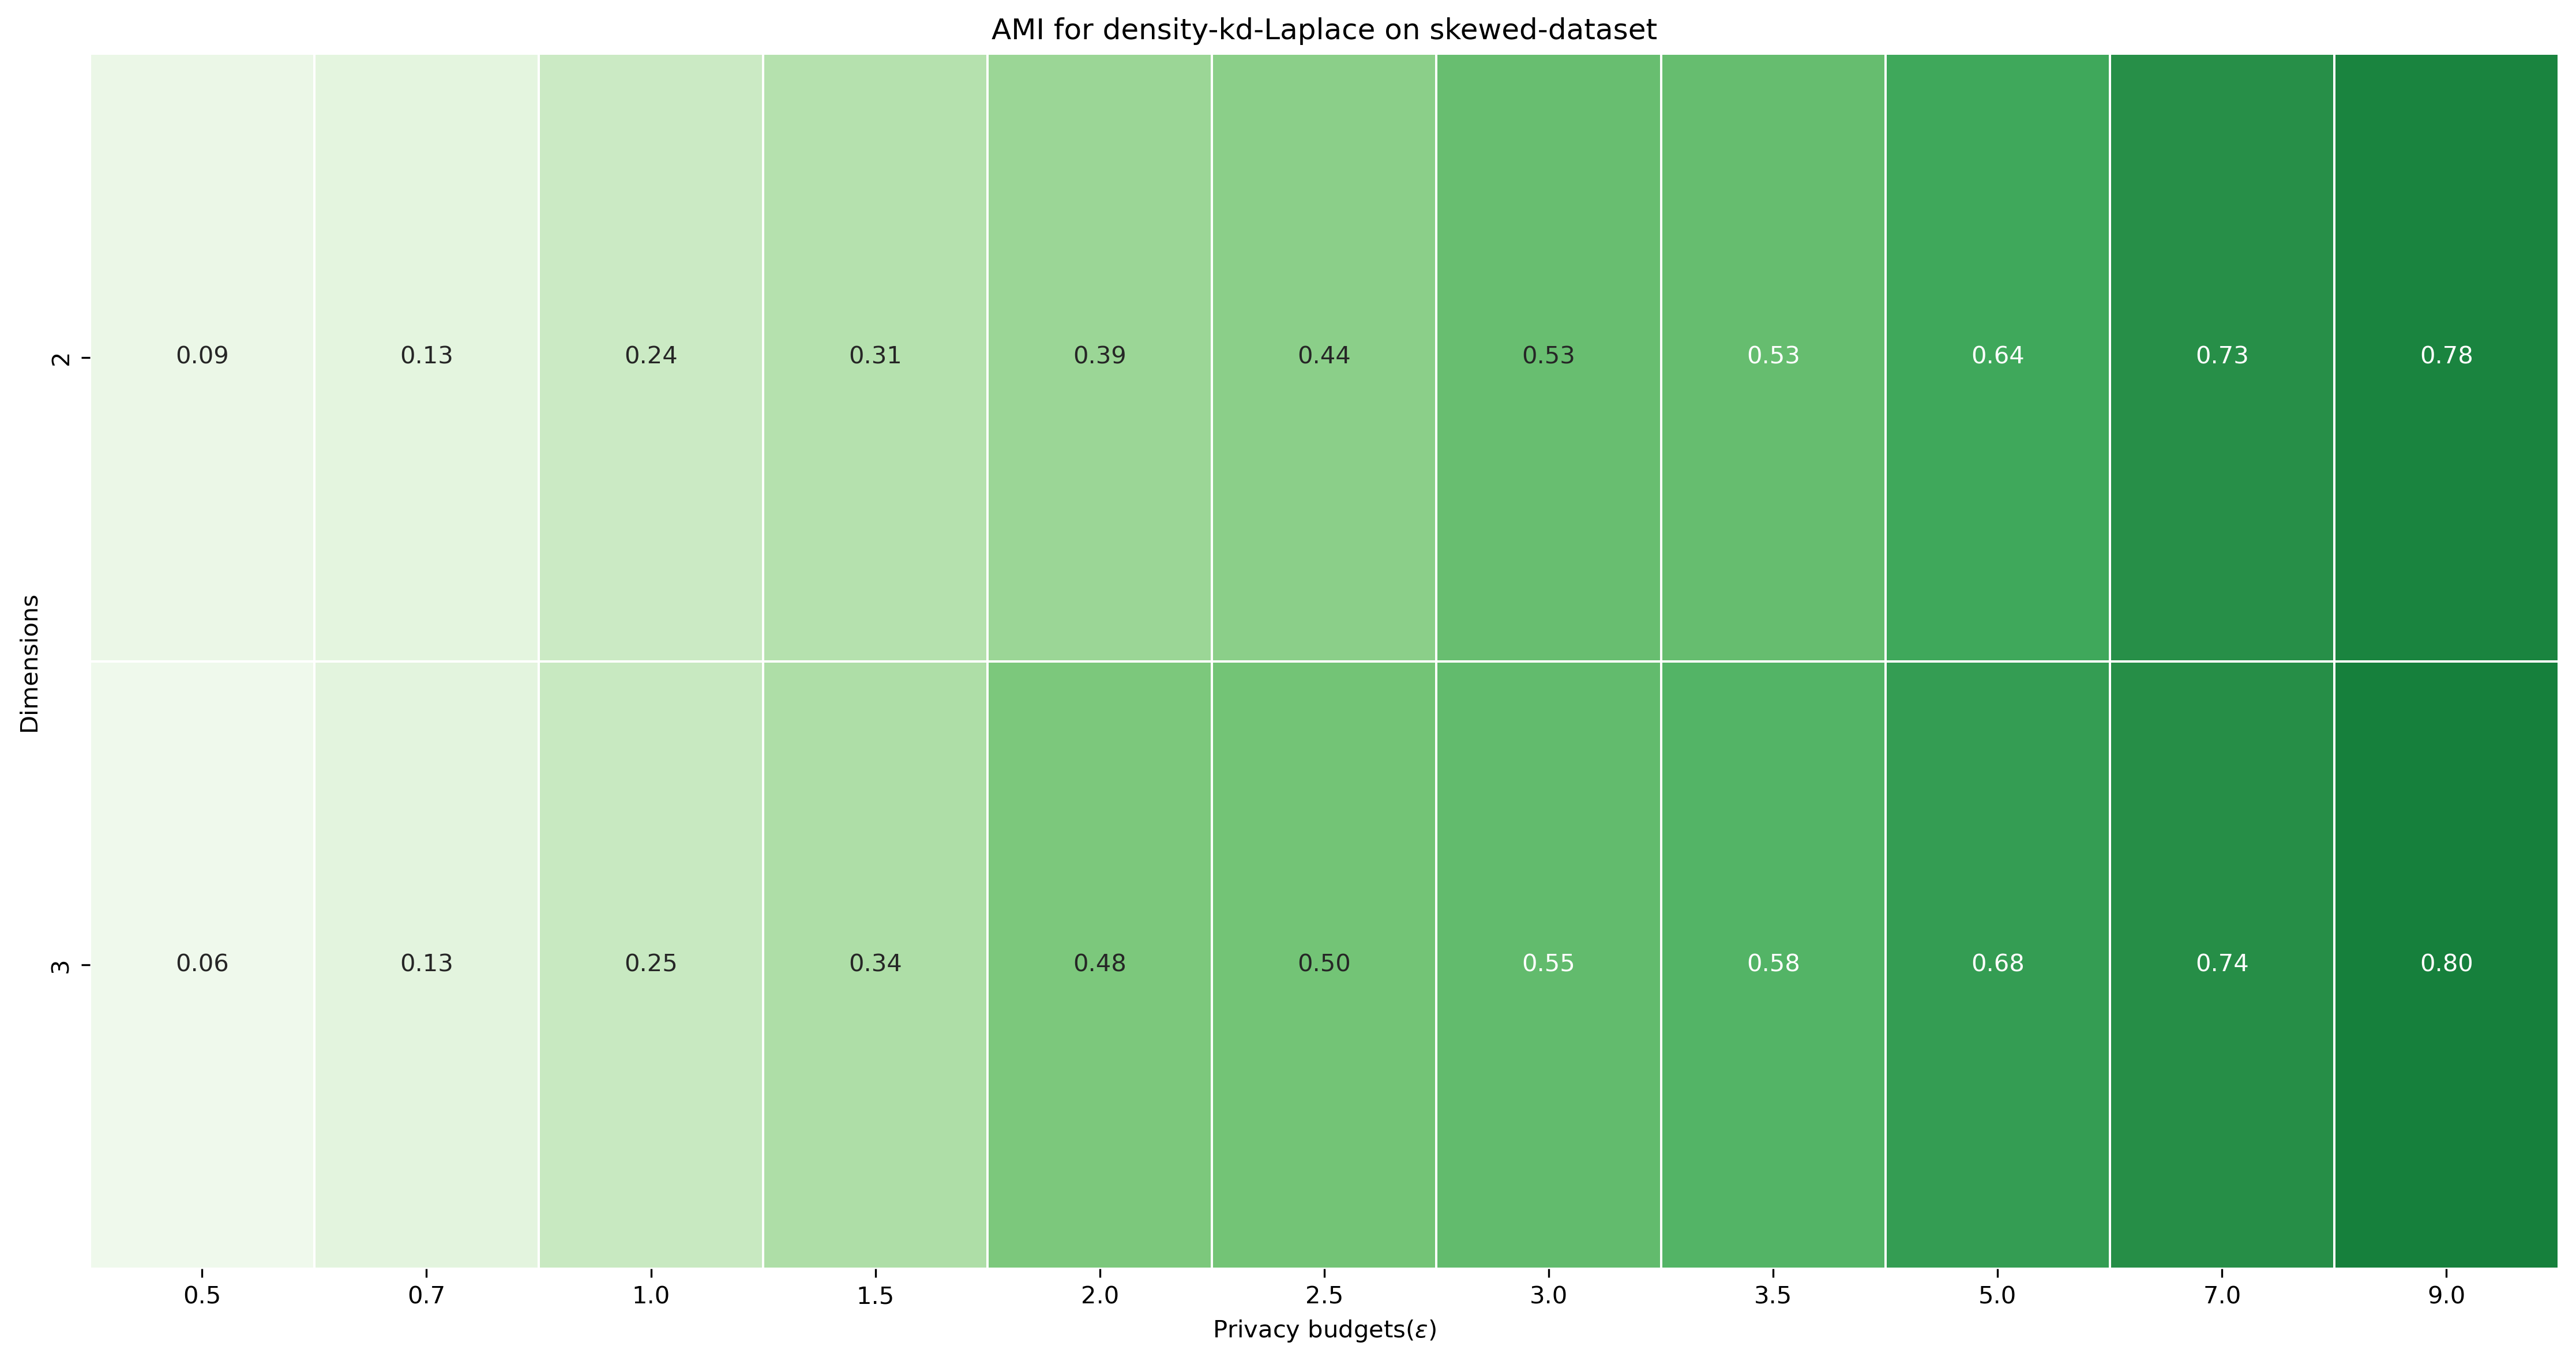 AMI for density-kd-Laplace on skewed-dataset
Dimensions
2
0.09 0.13 0.24 0.31 0.39 0.44 0.53 0.53 0.64 0.73 0.78
3
0.06 0.13 0.25 0.34 0.48 0.50 0.55 0.58 0.68 0.74 0.80
0.5 0.7 1.0 1.5 2.0 2.5 3.0 3.5 5.0 7.0 9.0
Privacy budgets(ε)